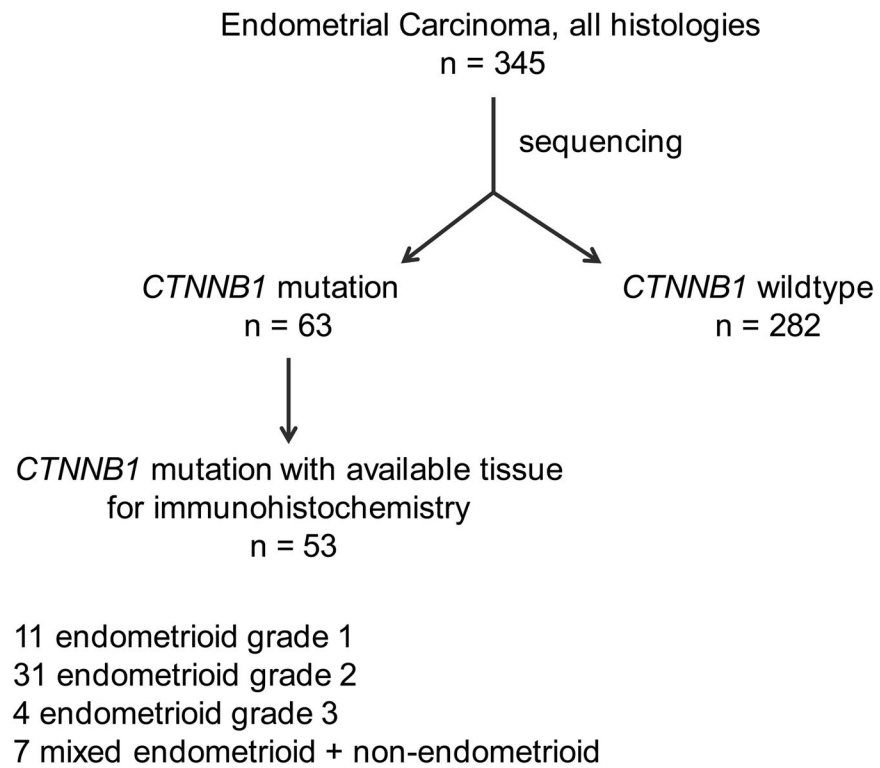 Endometrial Carcinoma, all histologies
n = 345
sequencing
CTNNB1 mutation
n = 63
CTNNB1 wildtype
n = 282
CTNNB1 mutation with available tissue
for immunohistochemistry
n = 53
11 endometrioid grade 1
31 endometrioid grade 2
4 endometrioid grade 3
7 mixed endometrioid + non-endometrioid